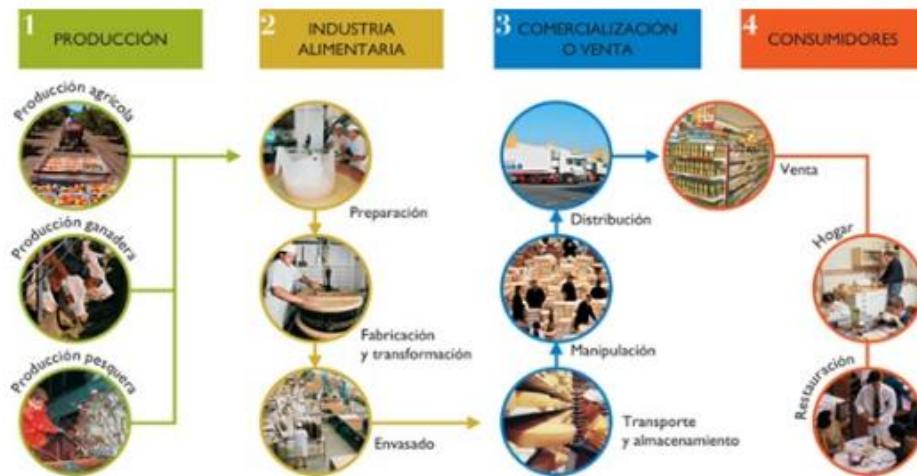 1
PRODUCCIÓN
2
INDUSTRIA
ALIMENTARIA
3
COMERCIALIZACIÓN
O VENTA
4
CONSUMIDORES
Producción agrícola
Producción ganadera
Producción pesquera
Preparación
Fabricación
y transformación
Envasado
Distribución
Manipulación
Transporte
y almacenamiento
Venta
Hogar
Restauración